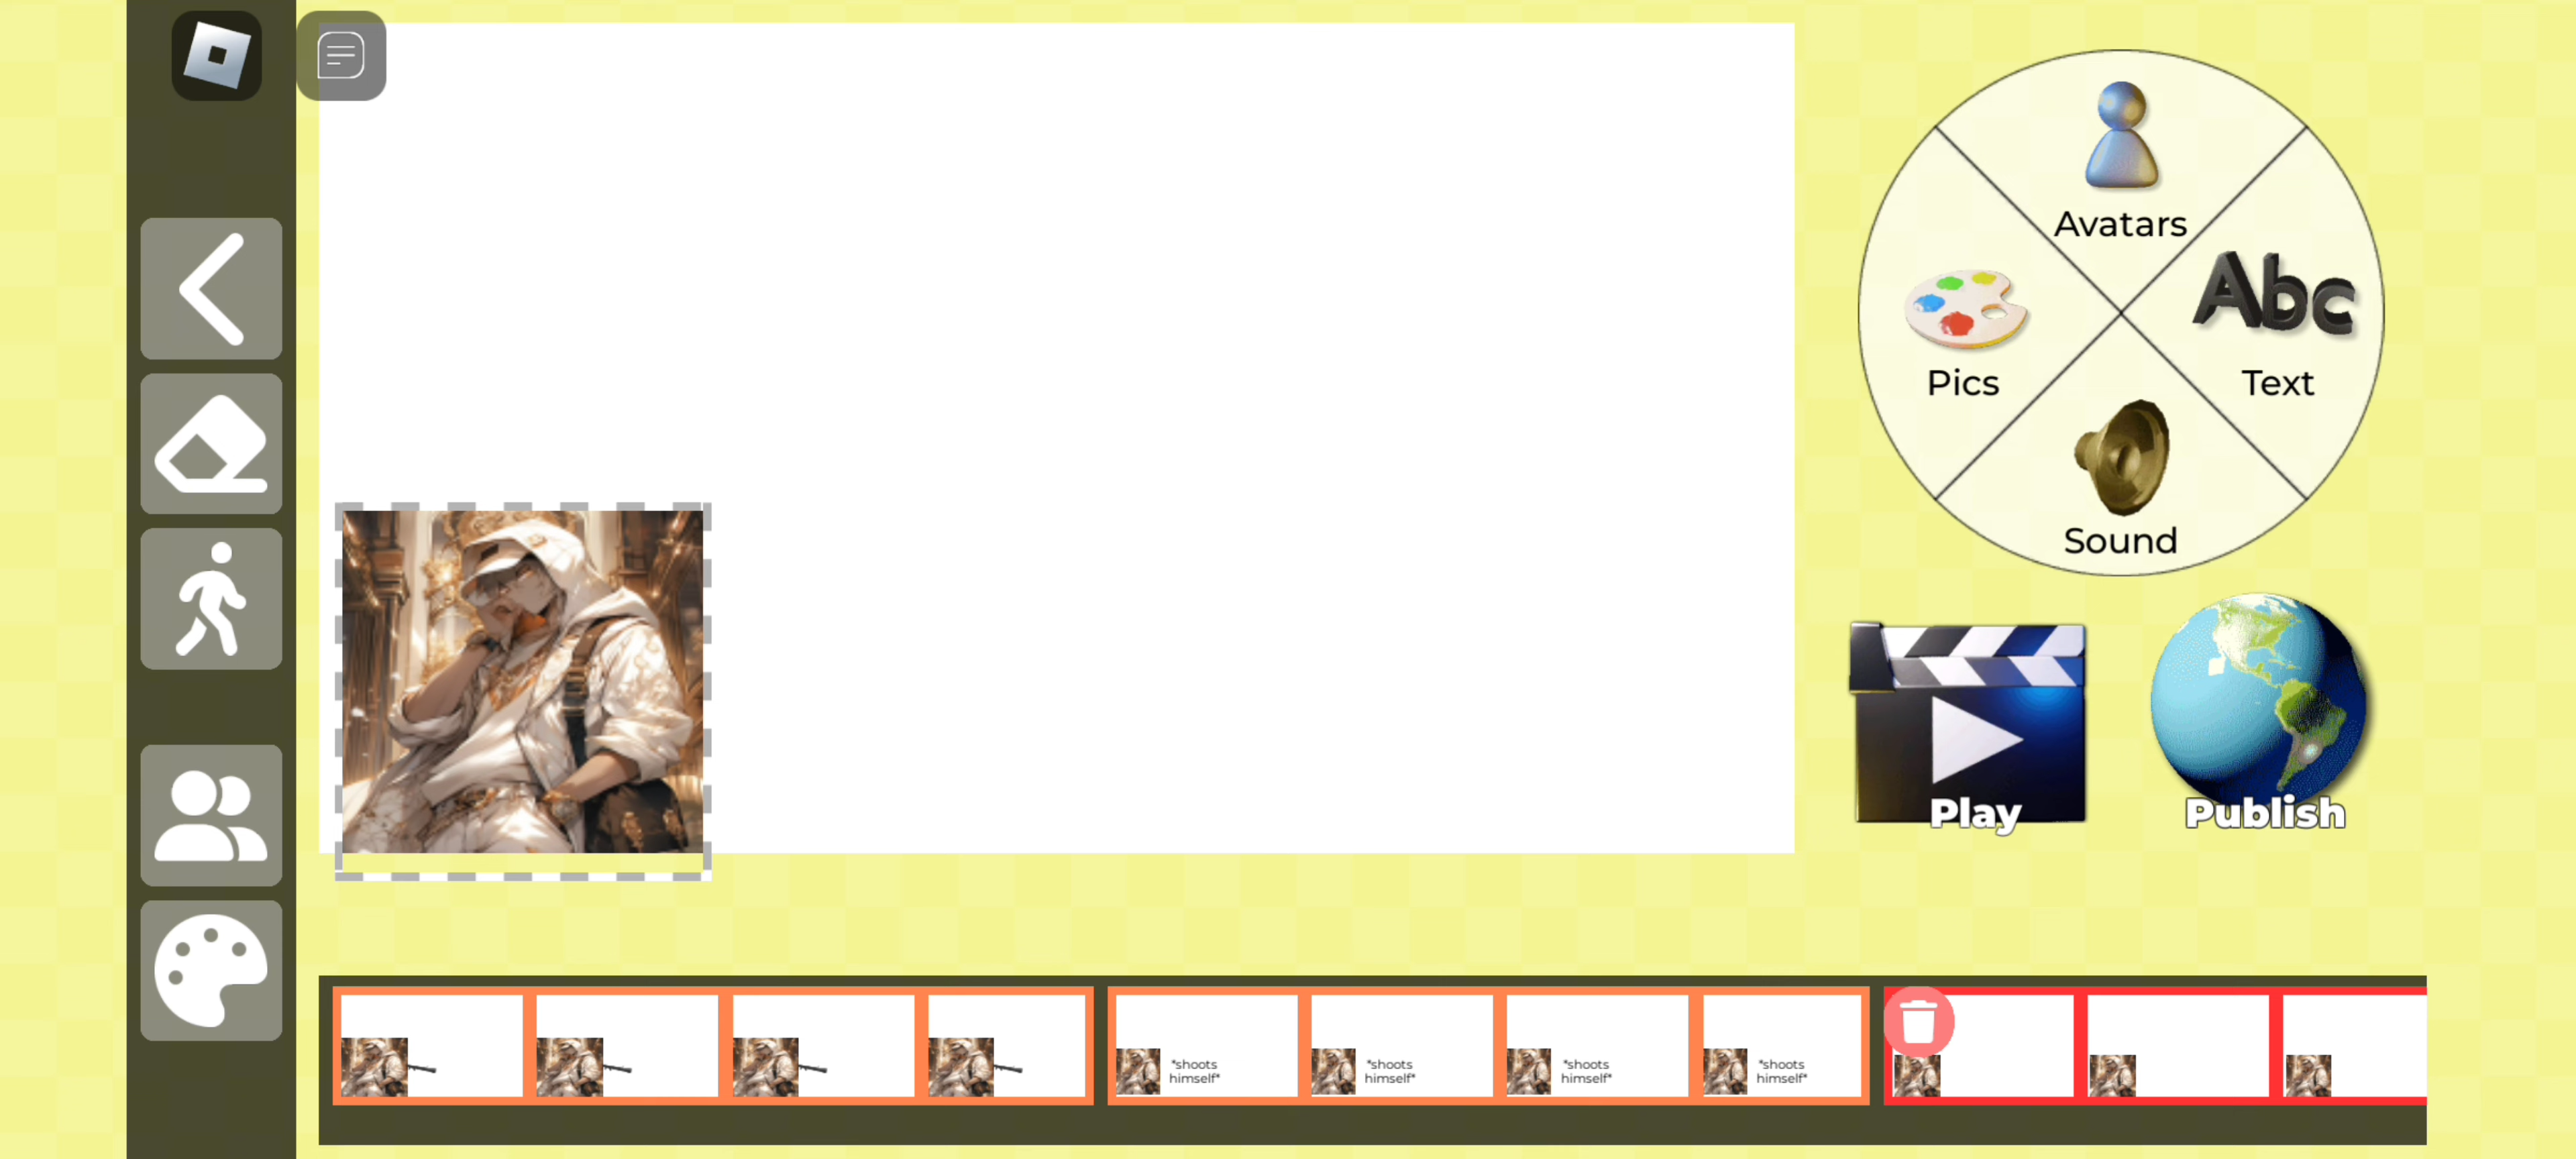 Avatars
Abc
Pics
Text
Sound
Play
Publish
*shoots
himself*
*shoots
himself*
*shoots
himself*
*shoots
himself*